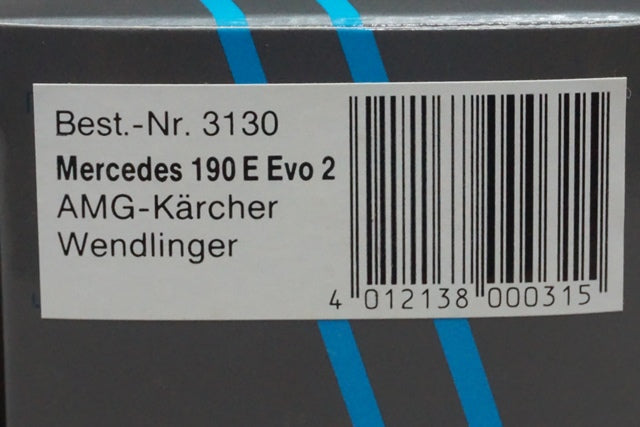 Best.-Nr. 3130
Mercedes 190 E Evo 2
AMG-Kärcher
Wendlinger
4 012138 000315